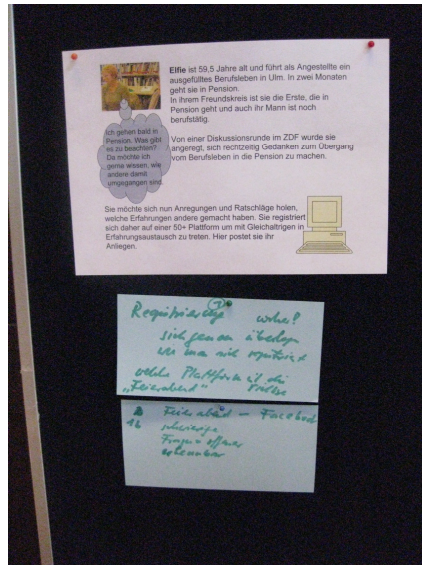 Elfie ist 59,5 Jahre alt und führt als Angestellte ein
ausgefülltes Berufsleben in Ulm. In zwei Monaten
geht sie in Pension.
In ihrem Freundskreis ist sie die Erste, die in
Pension geht und auch ihr Mann ist noch
berufstätig.
Ich gehen bald in
Pension. Was gibt
es zu beachten?
Da möchte ich
gerne wissen, wie
andere damit
umgegangen sind.
Von einer Diskussionsrunde im ZDF wurde sie
angeregt, sich rechtzeitig Gedanken zum Übergang
vom Berufsleben in die Pension zu machen.
Sie möchte sich nun Anregungen und Ratschläge holen,
welche Erfahrungen andere gemacht haben. Sie registriert
sich daher auf einer 50+ Plattform um mit Gleichaltrigen in
Erfahrungsaustausch zu treten. Hier postet sie ihr
Anliegen.
Registrierung
sich genau überlegen
wo man sich registriert
welche Plattform ist die
"Feierabend"
Feierabend – Facebook
schwierige
Fragen offener
erkennbar